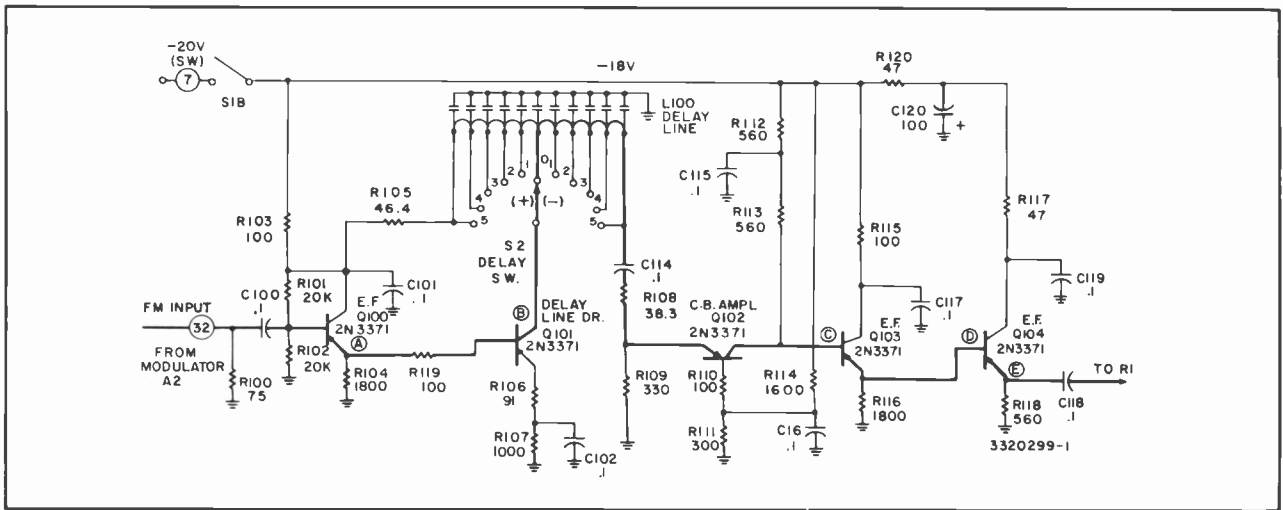 -20V
(SW)
7
S1B
-18V
R120
47
C120
100
+
L100
DELAY
LINE
R112
560
C115
.1
R113
560
R103
100
R105
46.4
5
4
3
2
1
0
1
2
3
4
5
(+) (-)
S2
DELAY
SW.
R115
100
R117
47
C114
.1
R108
38.3
C100
.1
R101
20K
C101
.1
E.F
Q100
2N3371
FM INPUT
32
FROM
MODULATOR
A2
R100
75
R102
20K
A
R104
1800
R119
100
B
DELAY
LINE DR.
Q101
2N3371
R106
91
R107
1000
C102
.1
R109
330
C.B. AMPL
Q102
2N3371
R110
100
R111
300
R114
1600
C16
.1
C
E.F.
Q103
2N3371
C117
.1
R116
1800
D
E.F.
Q104
2N3371
C119
.1
E
R118
560
C118
.1
TO R1
3320299-1